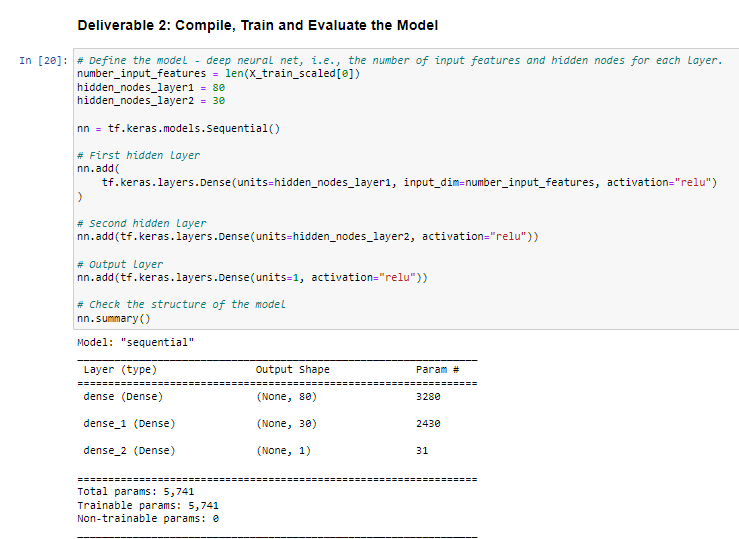 Deliverable 2: Compile, Train and Evaluate the Model
In [20]: # Define the model - deep neural net, i.e., the number of input features and hidden nodes for each layer.
number_input_features = len(X_train_scaled[0])
hidden_nodes_layer1 = 80
hidden_nodes_layer2 = 30
nn = tf.keras.models.Sequential()
# First hidden layer
nn.add(
tf.keras.layers.Dense(units=hidden_nodes_layer1, input_dim=number_input_features, activation="relu")
)
# Second hidden layer
nn.add(tf.keras.layers.Dense(units=hidden_nodes_layer2, activation="relu"))
# Output layer
nn.add(tf.keras.layers.Dense(units=1, activation="relu"))
# Check the structure of the model
nn.summary()
Model: "sequential"
Layer (type) Output Shape Param #
dense (Dense) (None, 80) 3280
dense_1 (Dense) (None, 30) 2430
dense_2 (Dense) (None, 1) 31
Total params: 5,741
Trainable params: 5,741
Non-trainable params: 0